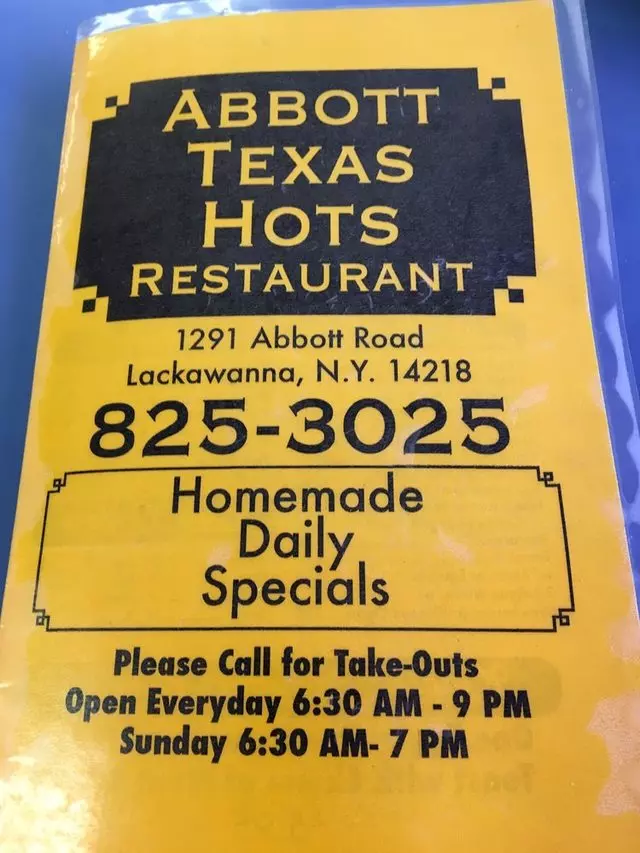 ABBOTT
TEXAS
HOTS
RESTAURANT
1291 Abbott Road
Lackawanna, N.Y. 14218
825-3025
Homemade
Daily
Specials
Please Call for Take-Outs
Open Everyday 6:30 AM - 9 PM
Sunday 6:30 AM- 7 PM